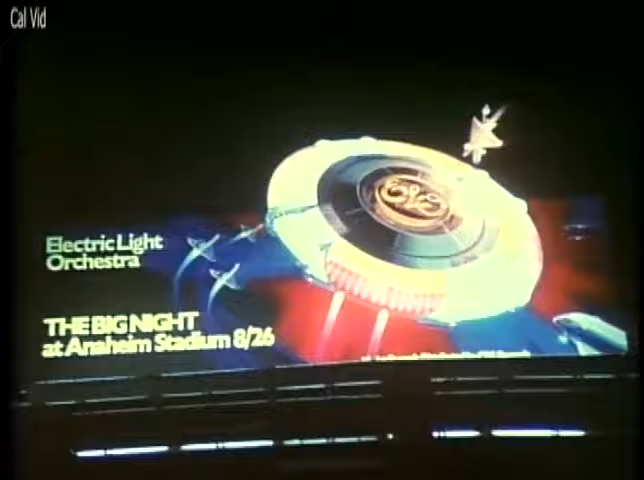 Cal Vid
Electric Light
Orchestra
THE BIG NIGHT
at Anaheim Stadium 8/26